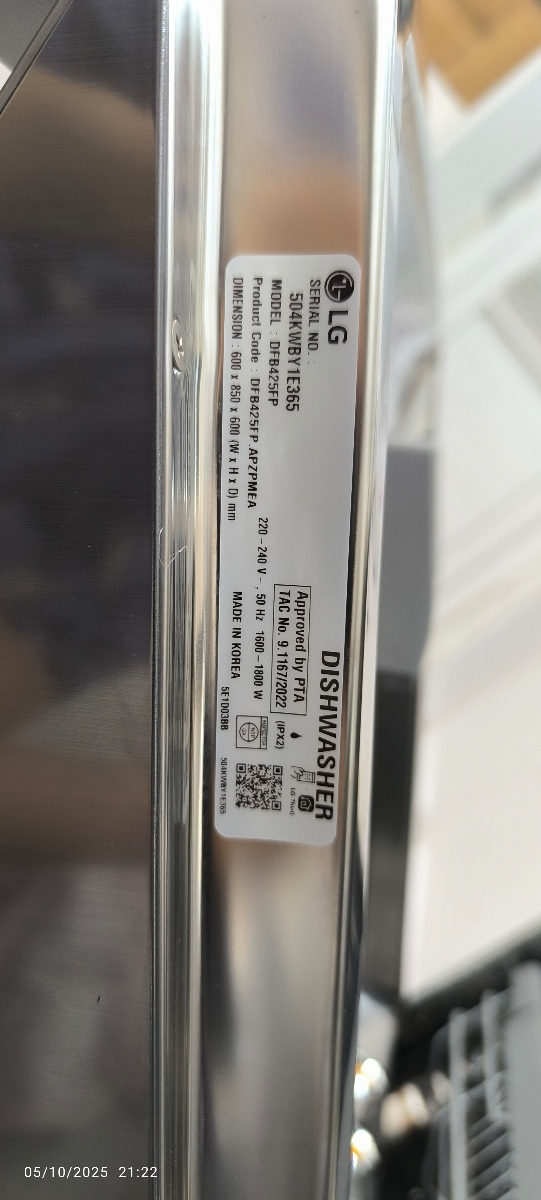 LG
DISHWASHER
SERIAL NO. :
504KWBY1E365
MODEL : DFB425FP
Product Code : DFB425FP.APZPMEA
DIMENSION : 600 x 850 x 600 (W x H x D) mm
Approved by PTA
TAC No. 9.1167/2022
220 – 240 V~, 50 Hz 1600 – 1800 W
MADE IN KOREA
(IPX2)
5E1D03BB
504KWBY1E365
05/10/2025 21:22